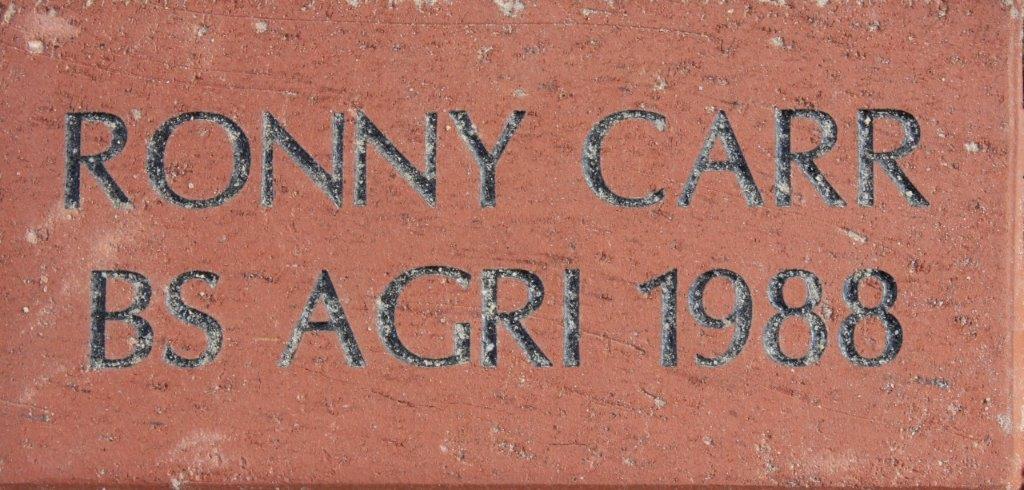 RONNY CARR
BS AGRI 1988